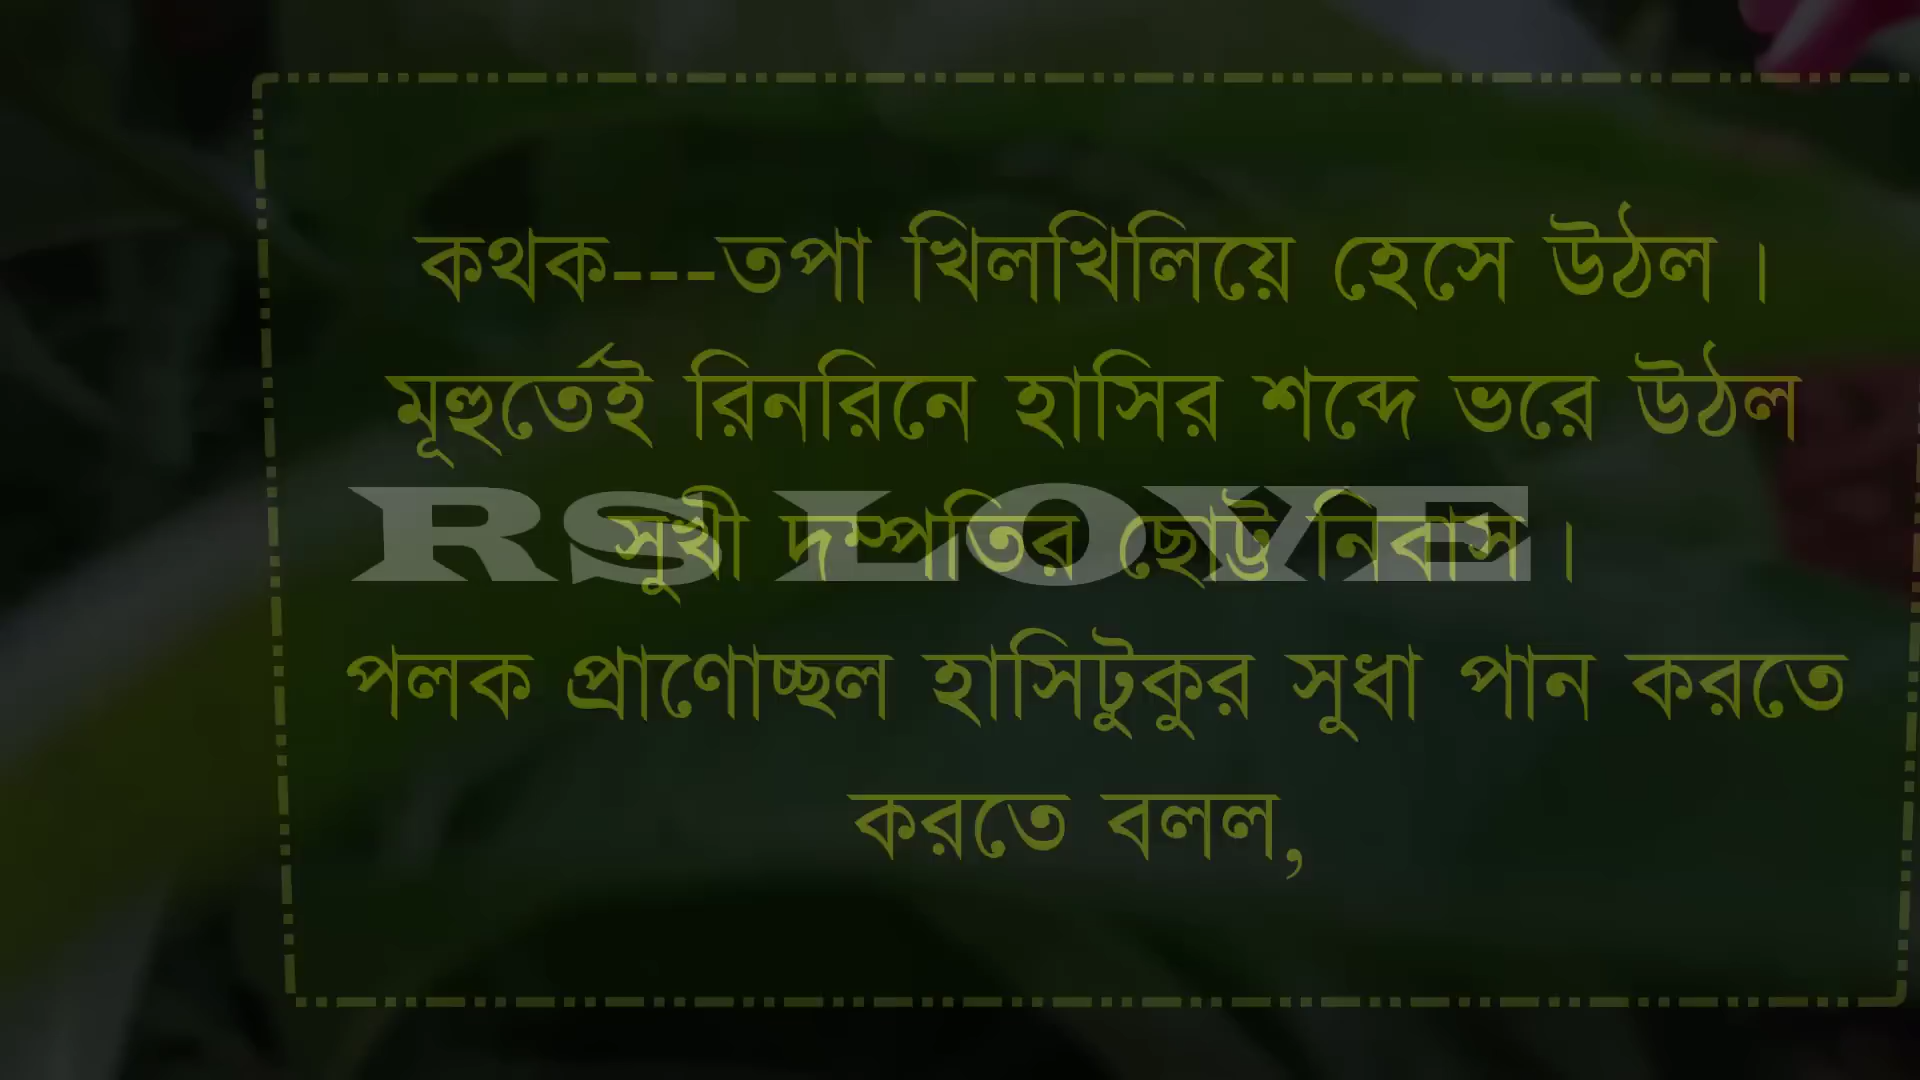 কথক---তপা খিলখিলিয়ে হেসে উঠল ।
মূহুর্তেই রিনরিনে হাসির শব্দে ভরে উঠল
সুখী দম্পতির ছোট্ট নিবাস ।
RS LOVE
পলক প্রাণোচ্ছল হাসিটুকুর সুধা পান করতে
করতে বলল,